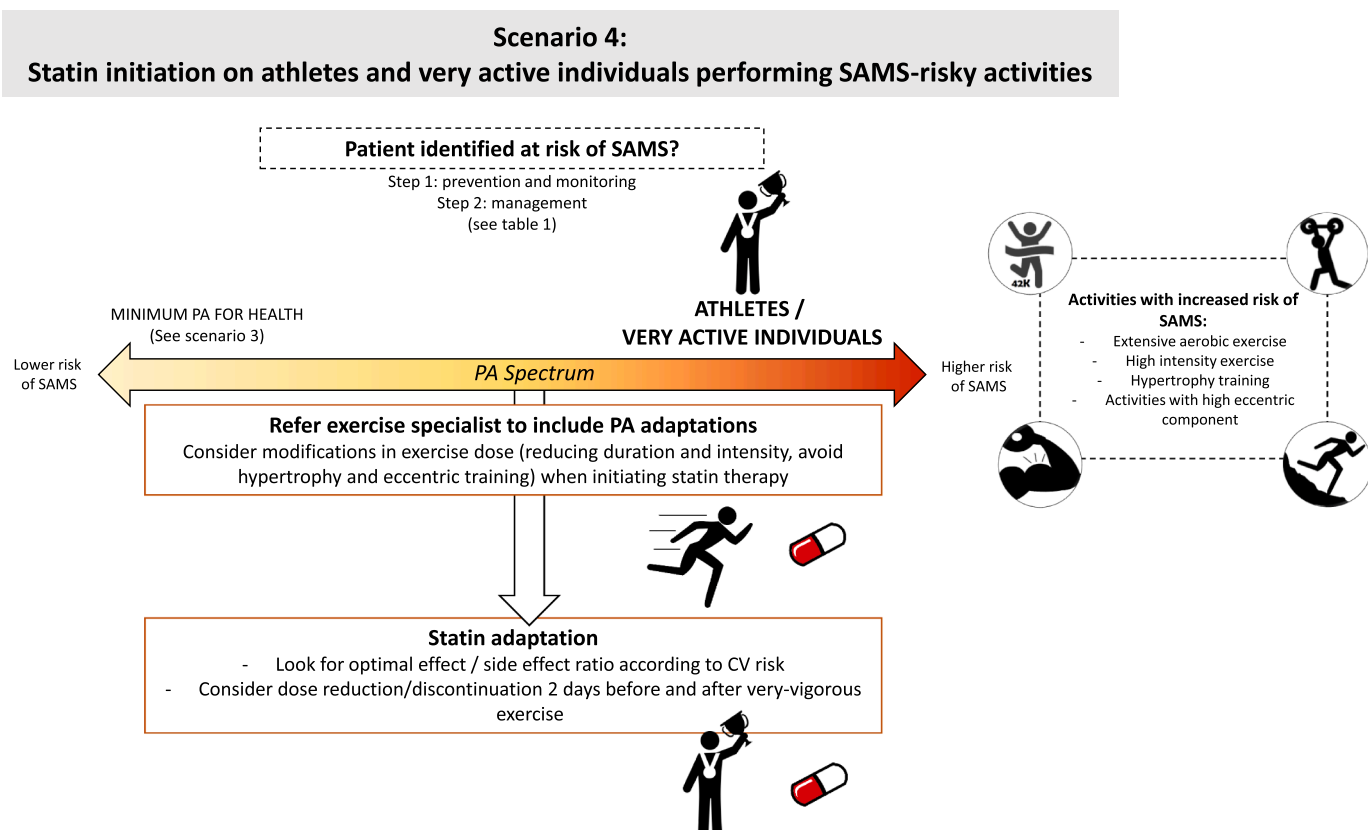 Scenario 4:
Statin initiation on athletes and very active individuals performing SAMS-risky activities
Patient identified at risk of SAMS?
Step 1: prevention and monitoring
Step 2: management
(see table 1)
MINIMUM PA FOR HEALTH
(See scenario 3)
ATHLETES /
VERY ACTIVE INDIVIDUALS
Lower risk
of SAMS
PA Spectrum
Higher risk
of SAMS
42K
Activities with increased risk of
SAMS:
- Extensive aerobic exercise
- High intensity exercise
- Hypertrophy training
- Activities with high eccentric
component
Refer exercise specialist to include PA adaptations
Consider modifications in exercise dose (reducing duration and intensity, avoid
hypertrophy and eccentric training) when initiating statin therapy
Statin adaptation
- Look for optimal effect / side effect ratio according to CV risk
- Consider dose reduction/discontinuation 2 days before and after very-vigorous
exercise